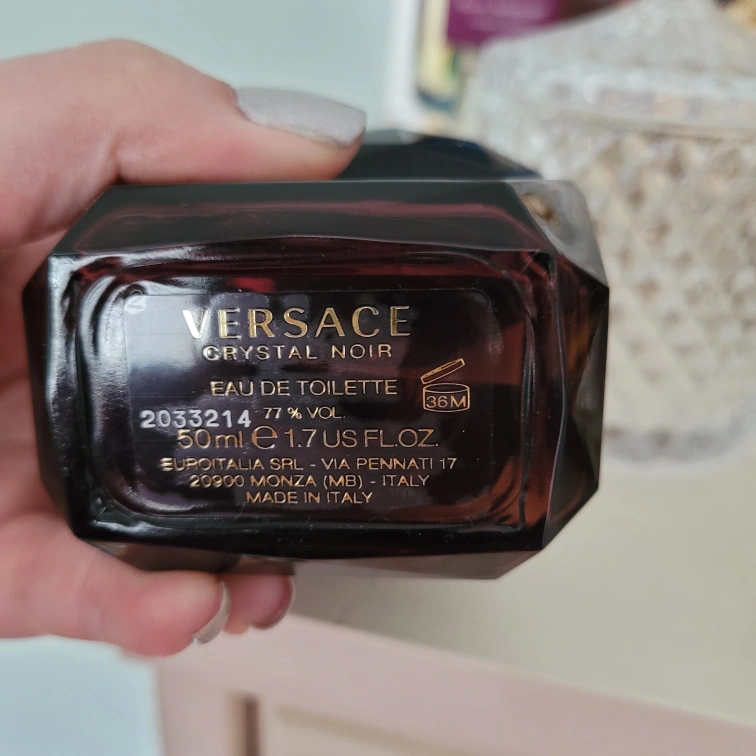 VERSACE
CRYSTAL NOIR
EAU DE TOILETTE
36M
2033214 77 % VOL.
50 ml ℮ 1.7 US FL.OZ.
EUROITALIA SRL - VIA PENNATI 17
20900 MONZA (MB) - ITALY
MADE IN ITALY